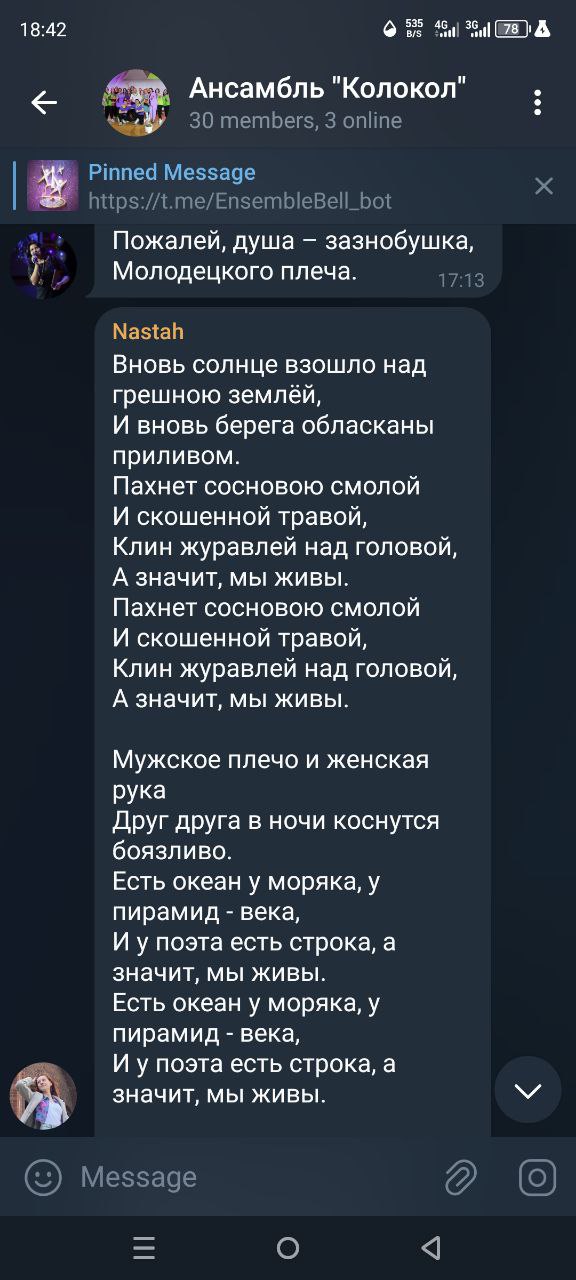 18:42
535 B/S 4G 3G 78
Ансамбль "Колокол"
30 members, 3 online
Pinned Message
https://t.me/EnsembleBell_bot
Пожалей, душа – зазнобушка,
Молодецкого плеча.
17:13
Nastah
Вновь солнце взошло над
грешною землёй,
И вновь берега обласканы
приливом.
Пахнет сосновою смолой
И скошенной травой,
Клин журавлей над головой,
А значит, мы живы.
Пахнет сосновою смолой
И скошенной травой,
Клин журавлей над головой,
А значит, мы живы.
Мужское плечо и женская
рука
Друг друга в ночи коснутся
боязливо.
Есть океан у моряка, у
пирамид - века,
И у поэта есть строка, а
значит, мы живы.
Есть океан у моряка, у
пирамид - века,
И у поэта есть строка, а
значит, мы живы.
Message